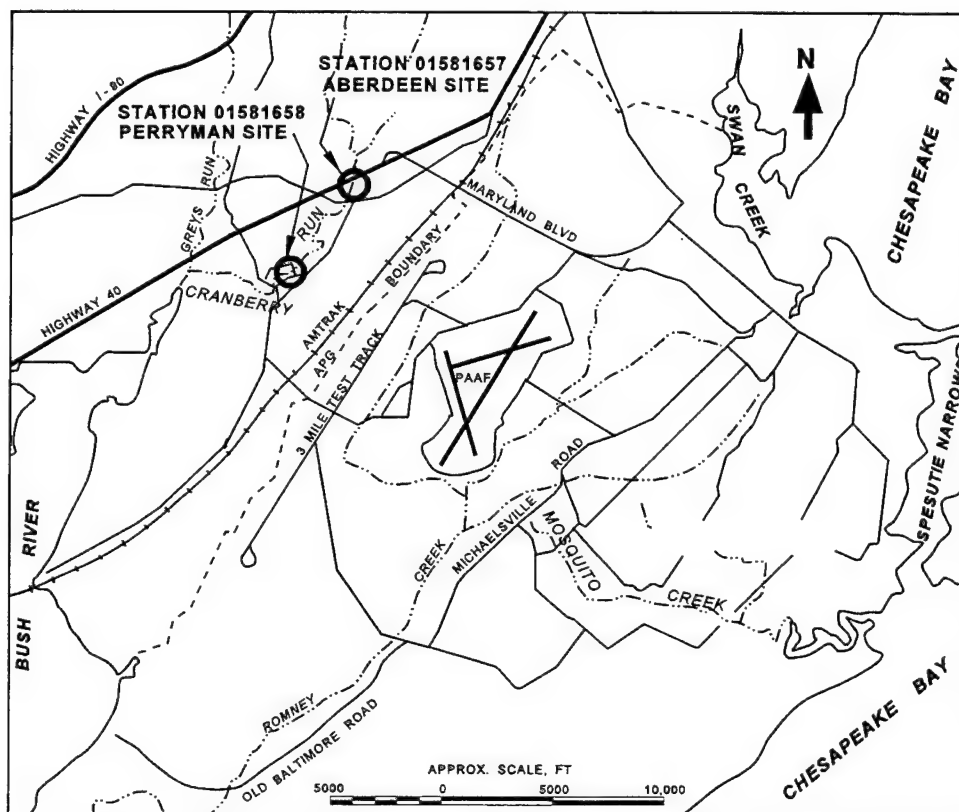 HIGHWAY I-90
STATION 01581657
ABERDEEN SITE
STATION 01581658
PERRYMAN SITE
N
SWAN
CREEK
CHESAPEAKE BAY
GREYS RUN
RUN
CRANBERRY
HIGHWAY 40
MARYLAND BLVD
AMTRAK
APG BOUNDARY
3 MILE TEST TRACK
PAAF
SPESUTIE NARROWS
ROAD
MICHAELSVILLE
CREEK
MOSQUITO
CREEK
BUSH RIVER
ROMNEY
OLD BALTIMORE ROAD
CHESAPEAKE BAY
APPROX. SCALE, FT
5000 0 5000 10,000